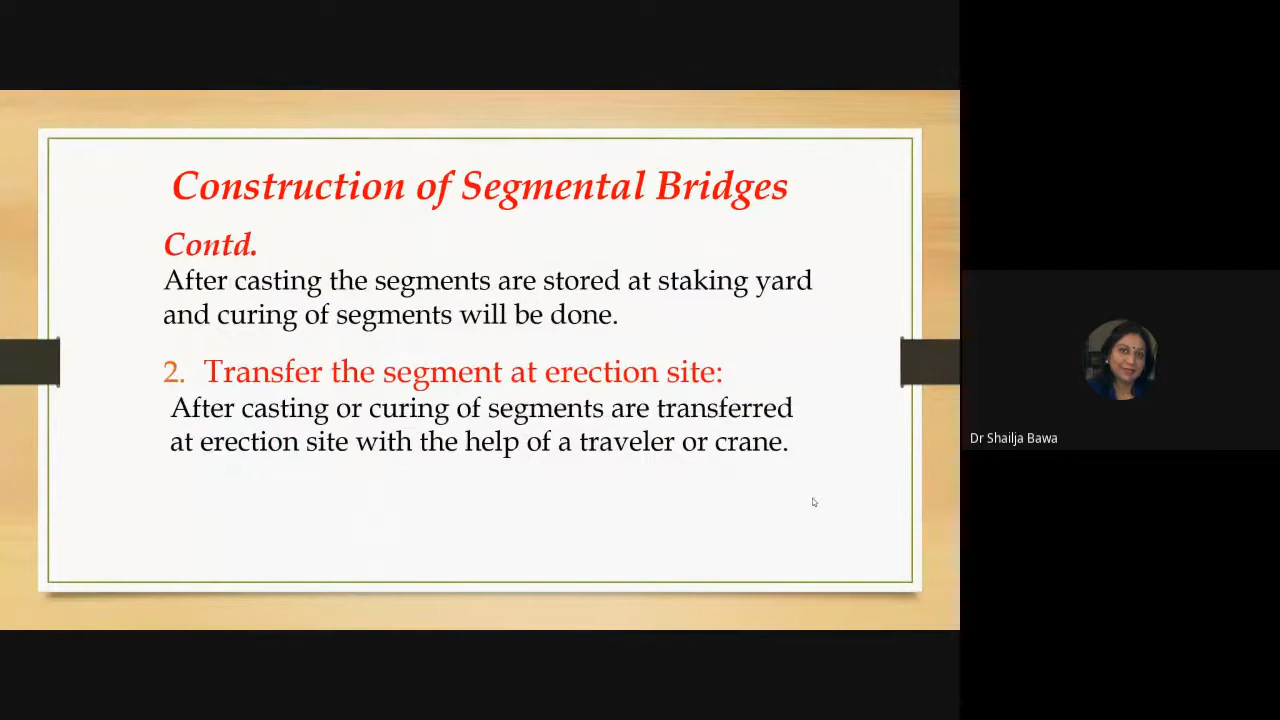 Construction of Segmental Bridges
Contd.
After casting the segments are stored at staking yard
and curing of segments will be done.
2. Transfer the segment at erection site:
After casting or curing of segments are transferred
at erection site with the help of a traveler or crane.
Dr Shailja Bawa